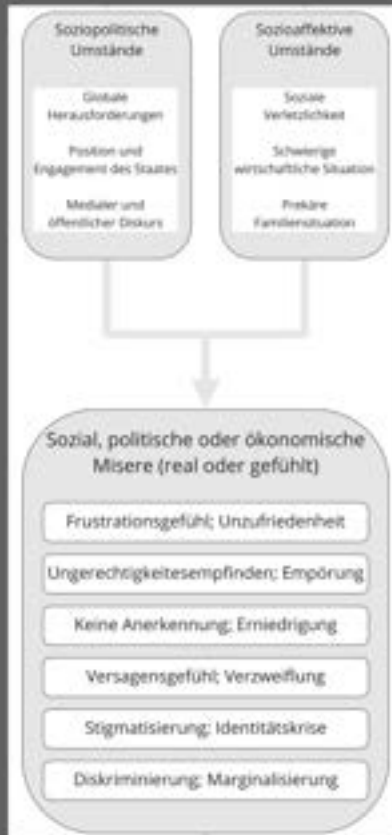 Soziopolitische
Umstände
Globale
Herausforderungen
Position und
Engagement des Staates
Medialer und
öffentlicher Diskurs
Sozioaffektive
Umstände
Soziale
Verletzlichkeit
Schwierige
wirtschaftliche Situation
Prekäre
Familiensituation
Sozial, politische oder ökonomische
Misere (real oder gefühlt)
Frustrationsgefühl; Unzufriedenheit
Ungerechtigkeitesempfinden; Empörung
Keine Anerkennung; Erniedrigung
Versagensgefühl; Verzweiflung
Stigmatisierung; Identitätskrise
Diskriminierung; Marginalisierung